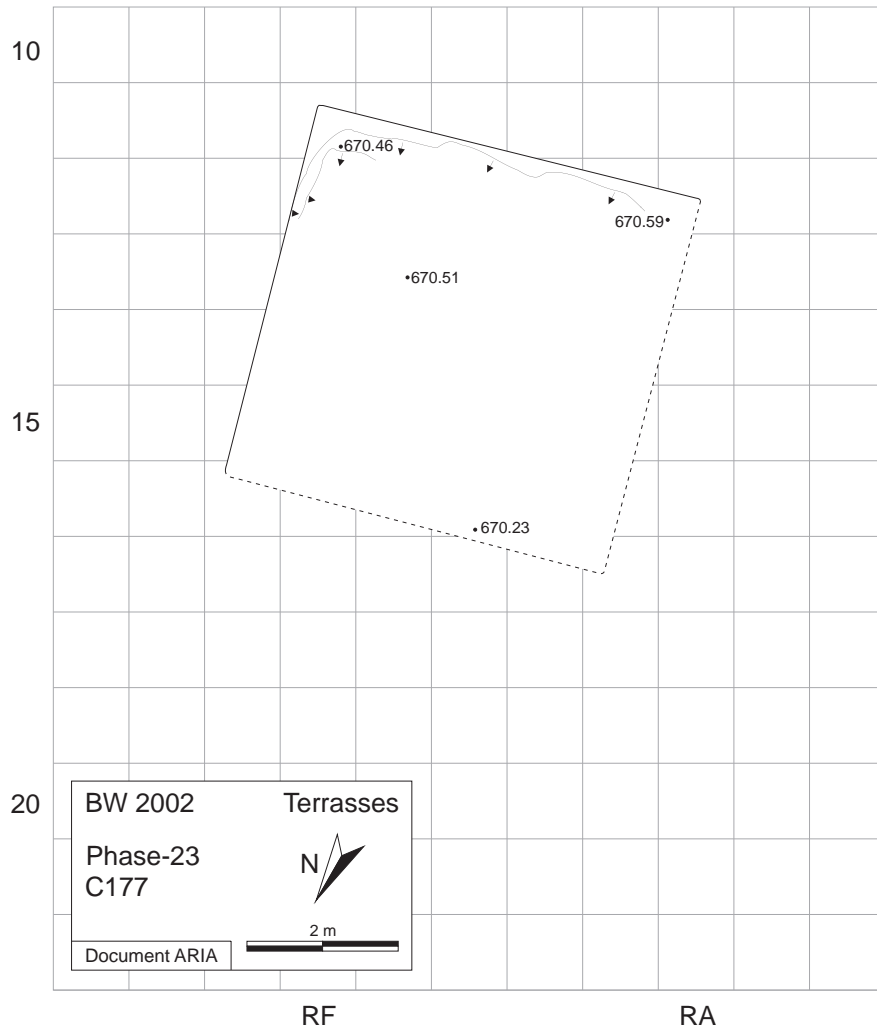 10
670.46
670.59
670.51
15
670.23
20
BW 2002 Terrasses
Phase-23
C177
N
2 m
Document ARIA
RF RA